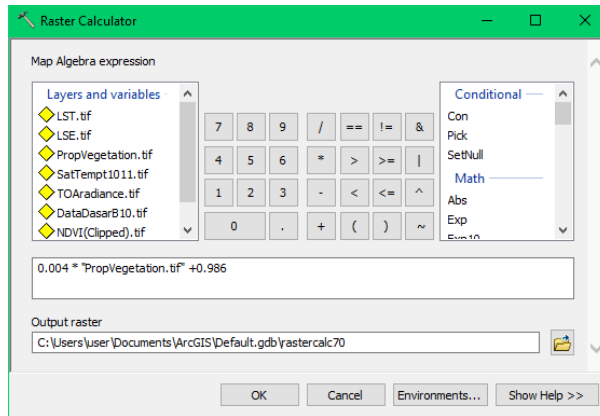 Raster Calculator
Map Algebra expression
Layers and variables
LST.tif
LSE.tif
PropVegetation.tif
SatTempt1011.tif
TOAradiance.tif
DataDasarB10.tif
NDVI(Clipped).tif
7 8 9 / == != &
4 5 6 * > >= |
1 2 3 - < <= ^
0 . + ( ) ~
Conditional
Con
Pick
SetNull
Math
Abs
Exp
Exp10
0.004 * "PropVegetation.tif" +0.986
Output raster
C:\Users\user\Documents\ArcGIS\Default.gdb\rastercalc70
OK Cancel Environments... Show Help >>